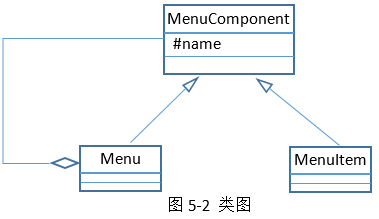 MenuComponent
#name
Menu
MenuItem
图 5-2 类图